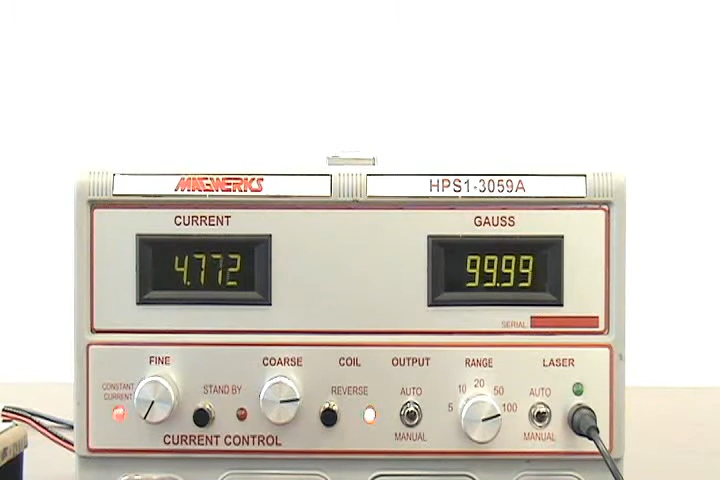 MAGWERKS
HPS1-3059A
CURRENT
GAUSS
4.772
99.99
SERIAL
FINE
COARSE
COIL
OUTPUT
RANGE
LASER
CONSTANT
CURRENT
STAND BY
REVERSE
AUTO
MANUAL
5
10
20
50
100
AUTO
MANUAL
CURRENT CONTROL